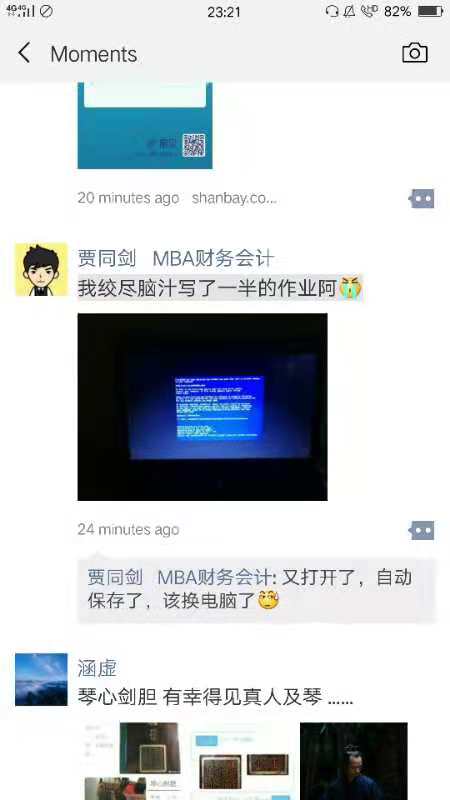 4G 4G
23:21
HD
82%
Moments
扇贝
20 minutes ago shanbay.co...
贾同剑 MBA财务会计
我绞尽脑汁写了一半的作业阿😭
24 minutes ago
贾同剑 MBA财务会计: 又打开了，自动
保存了，该换电脑了🤔
涵虚
琴心剑胆 有幸得见真人及琴 ......